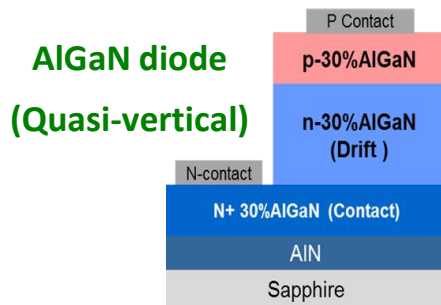 AlGaN diode
(Quasi-vertical)
P Contact
p-30%AlGaN
n-30%AlGaN
(Drift )
N-contact
N+ 30%AlGaN (Contact)
AlN
Sapphire